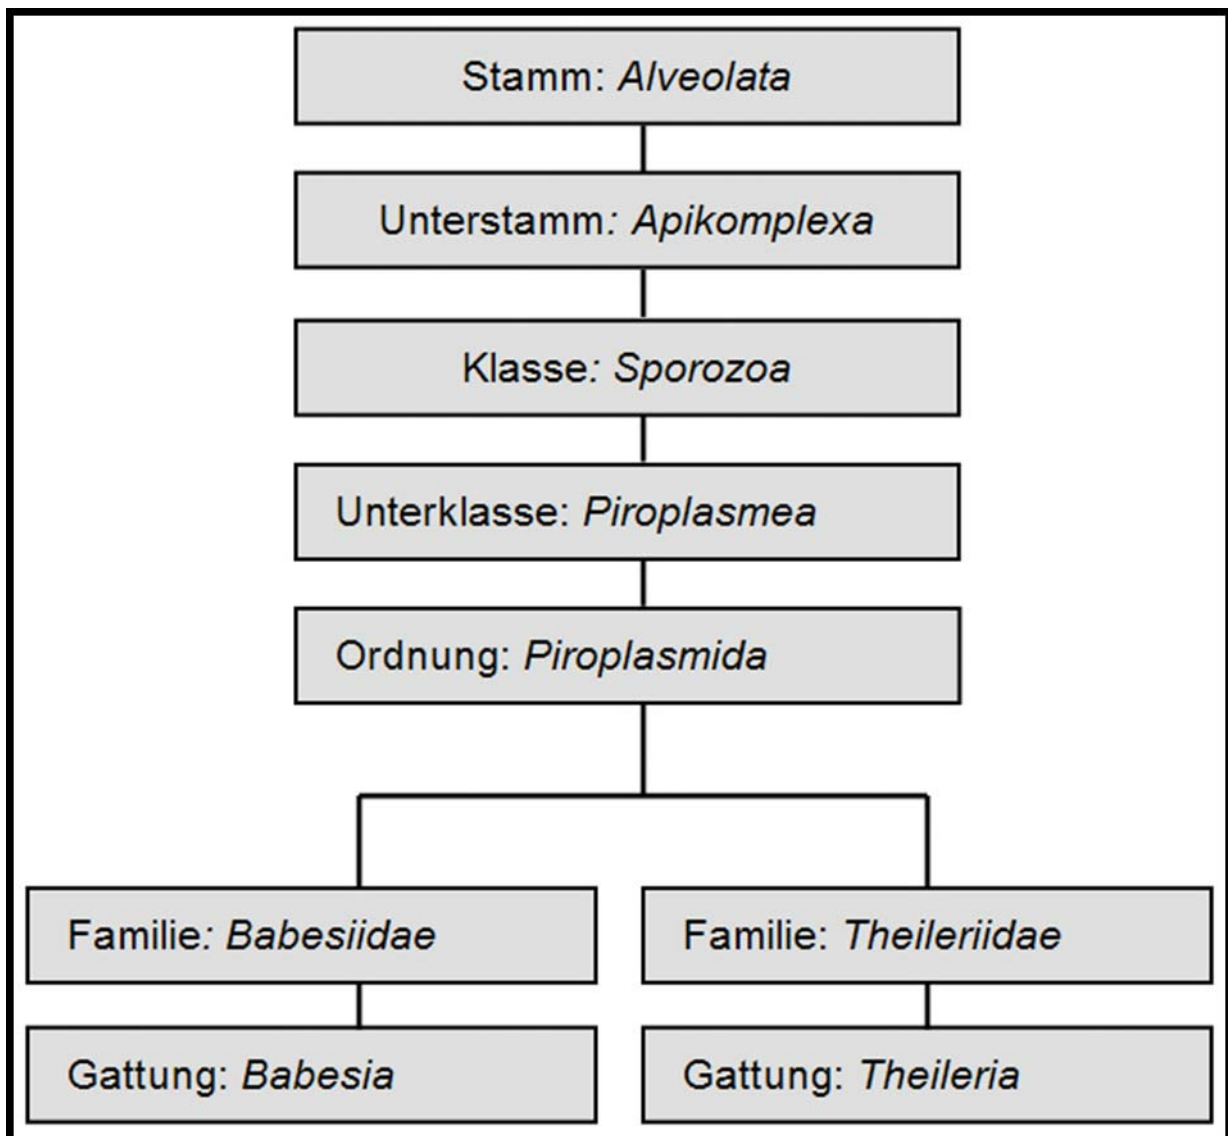 Stamm: Alveolata
Unterstamm: Apikomplexa
Klasse: Sporozoa
Unterklasse: Piroplasmea
Ordnung: Piroplasmida
Familie: Babesiidae
Familie: Theileriidae
Gattung: Babesia
Gattung: Theileria